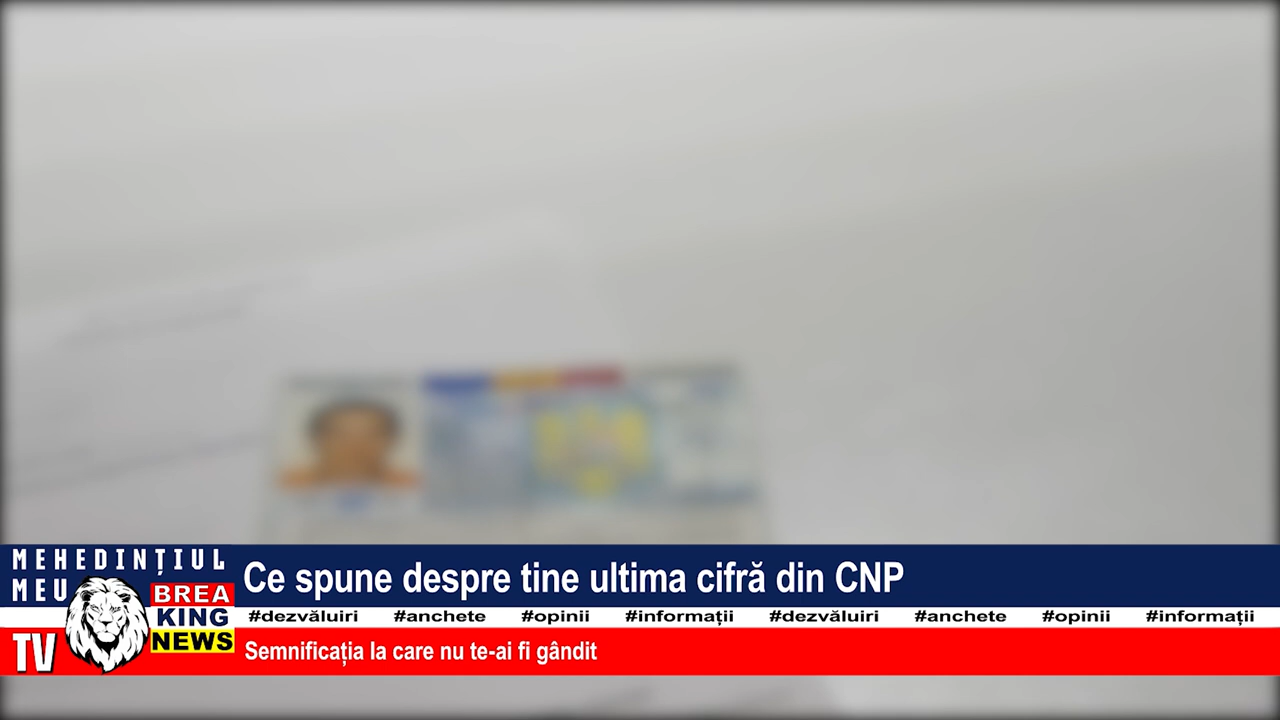 MEHEDINȚIUL
MEU
BREA
KING
NEWS
TV
Ce spune despre tine ultima cifră din CNP
#dezvăluiri #anchete #opinii #informații #dezvăluiri #anchete #opinii #informații
Semnificația la care nu te-ai fi gândit